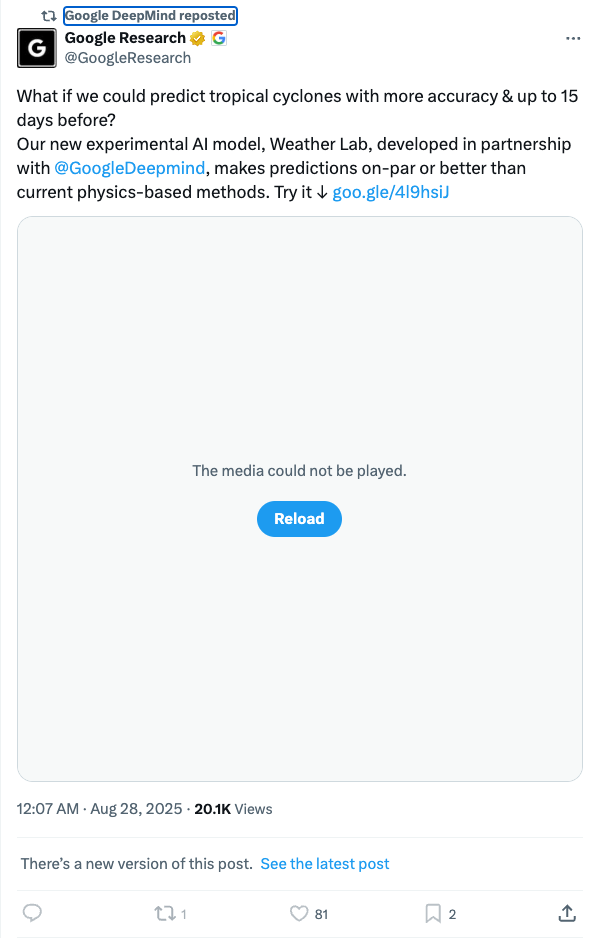 Google DeepMind reposted
G
Google Research G
@GoogleResearch
What if we could predict tropical cyclones with more accuracy & up to 15
days before?
Our new experimental AI model, Weather Lab, developed in partnership
with @GoogleDeepmind, makes predictions on-par or better than
current physics-based methods. Try it ↓ goo.gle/4l9hsiJ
The media could not be played.
Reload
12:07 AM · Aug 28, 2025 · 20.1K Views
There's a new version of this post. See the latest post
1 81 2